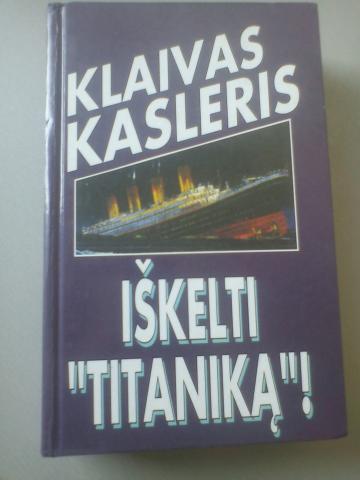 KLAIVAS
KASLERIS
IŠKELTI
"TITANIKĄ"!